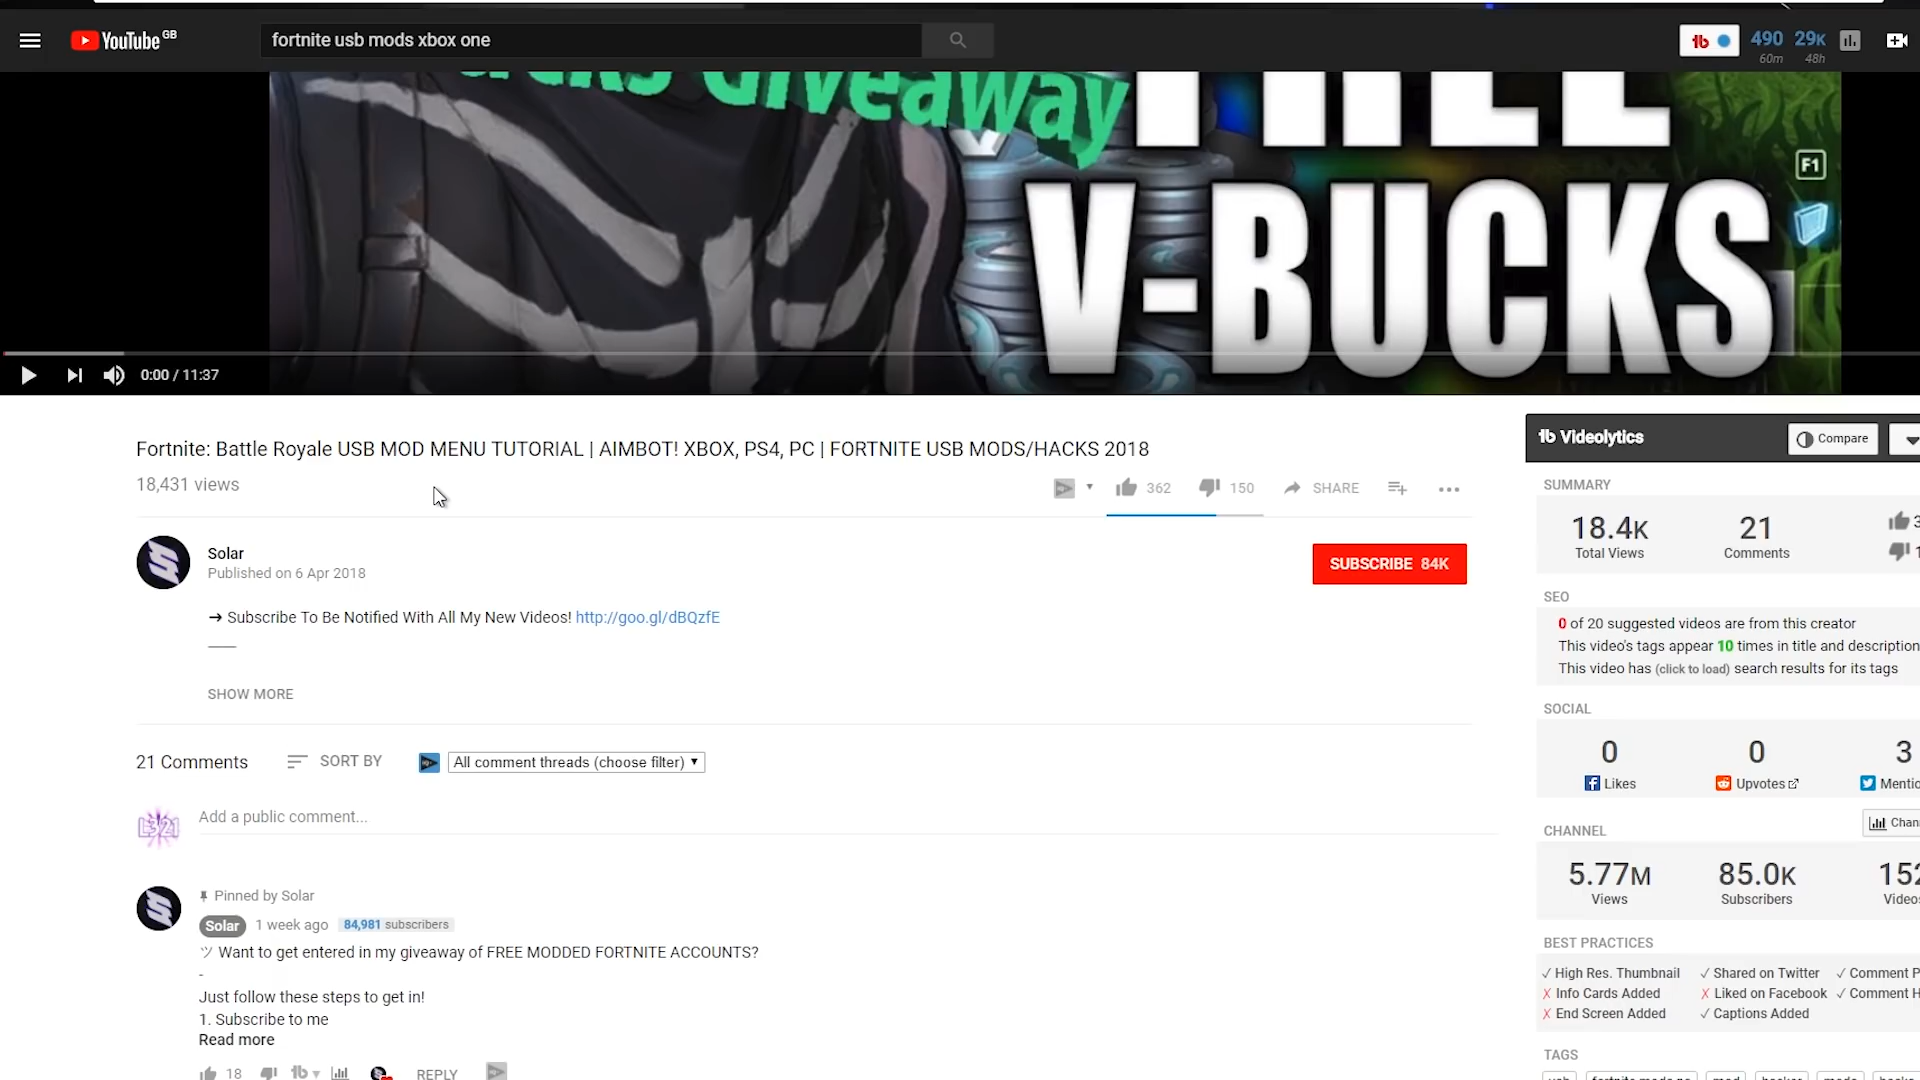 YouTube GB
fortnite usb mods xbox one
490 60m
29K 48h
Giveaway
V-BUCKS
F1
0:00 / 11:37
Fortnite: Battle Royale USB MOD MENU TUTORIAL | AIMBOT! XBOX, PS4, PC | FORTNITE USB MODS/HACKS 2018
18,431 views
362
150
SHARE
Solar
Published on 6 Apr 2018
SUBSCRIBE 84K
➔ Subscribe To Be Notified With All My New Videos! http://goo.gl/dBQzfE
SHOW MORE
21 Comments
SORT BY
All comment threads (choose filter)
L321
Add a public comment...
Pinned by Solar
Solar 1 week ago 84,981 subscribers
ツ Want to get entered in my giveaway of FREE MODDED FORTNITE ACCOUNTS?
-
Just follow these steps to get in!
1. Subscribe to me
Read more
18
REPLY
Videolytics
Compare
SUMMARY
18.4K 21
Total Views Comments
SEO
0 of 20 suggested videos are from this creator
This video's tags appear 10 times in title and description
This video has (click to load) search results for its tags
SOCIAL
0 0 3
Likes Upvotes
CHANNEL
5.77M 85.0K 152
Views Subscribers Videos
BEST PRACTICES
✓ High Res. Thumbnail ✓ Shared on Twitter ✓ Comment
✗ Info Cards Added ✗ Liked on Facebook ✓ Comment
✗ End Screen Added ✓ Captions Added
TAGS